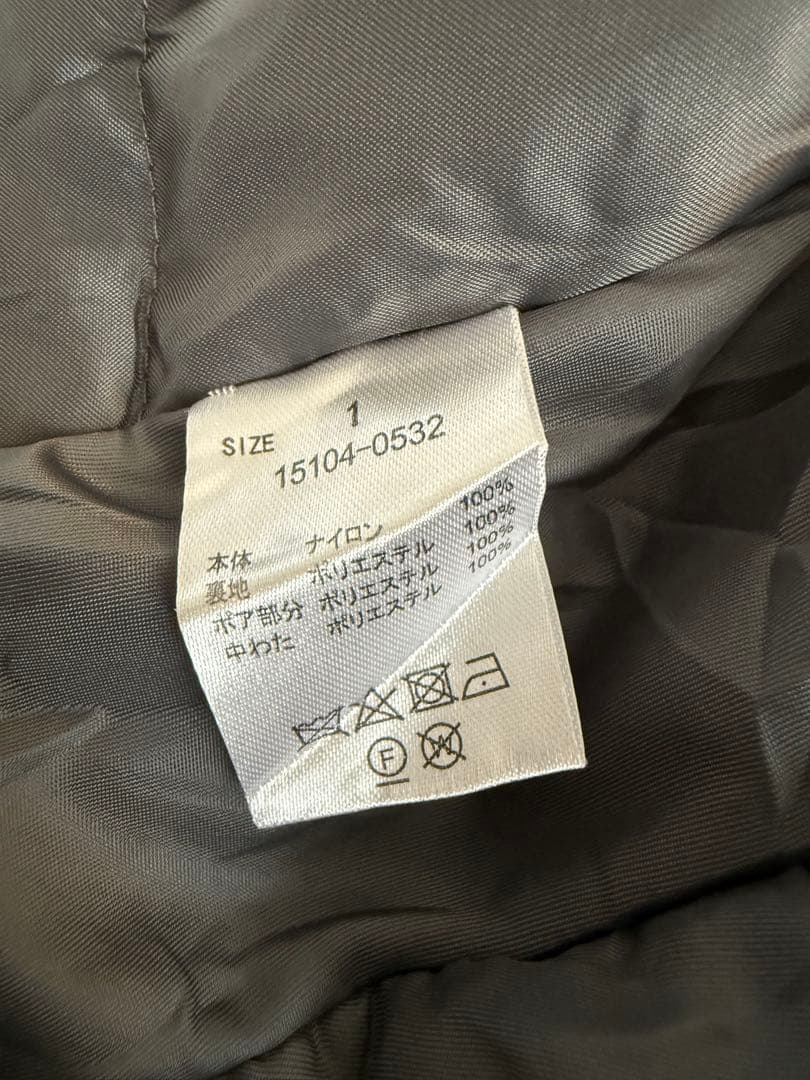 SIZE 1
15104-0532
本体 ナイロン 100%
裏地 ポリエステル 100%
ボア部分 ポリエステル 100%
中わた ポリエステル 100%
F W